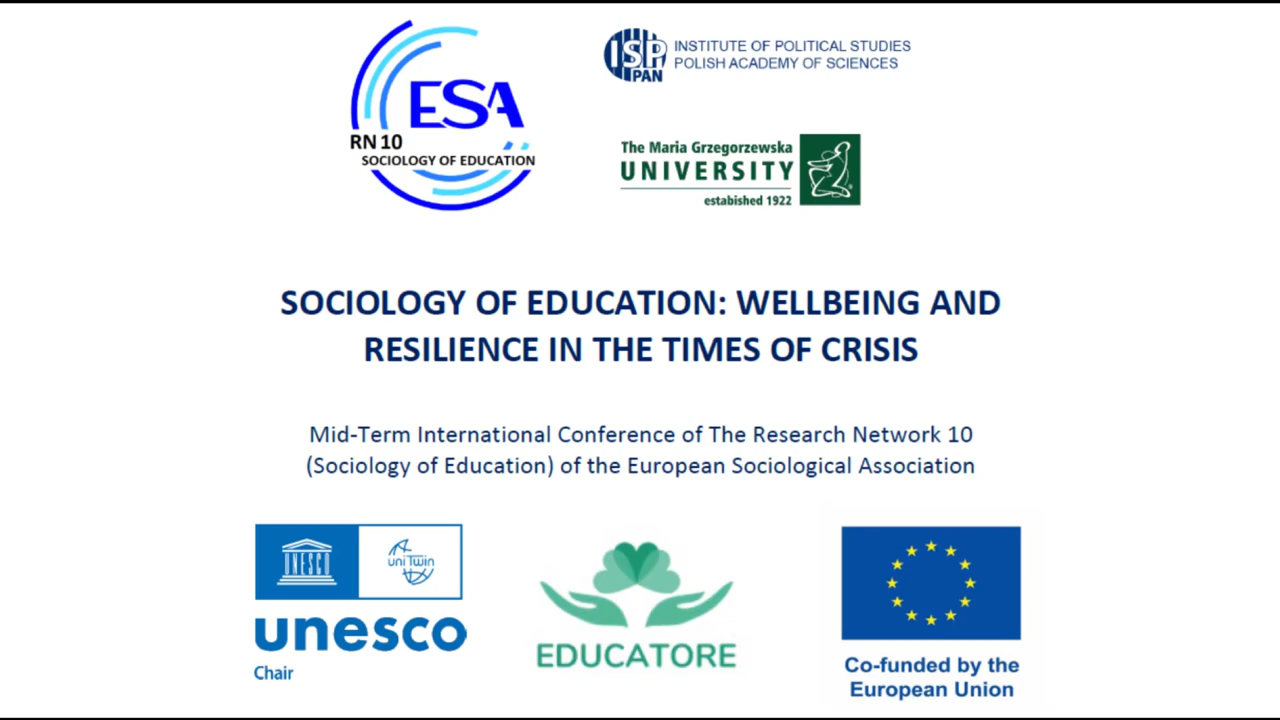 ESA
RN 10
SOCIOLOGY OF EDUCATION
ISP
PAN
INSTITUTE OF POLITICAL STUDIES
POLISH ACADEMY OF SCIENCES
The Maria Grzegorzewska
UNIVERSITY
estabished 1922
SOCIOLOGY OF EDUCATION: WELLBEING AND
RESILIENCE IN THE TIMES OF CRISIS
Mid-Term International Conference of The Research Network 10
(Sociology of Education) of the European Sociological Association
UNESCO
uniTwin
unesco
Chair
EDUCATORE
Co-funded by the
European Union